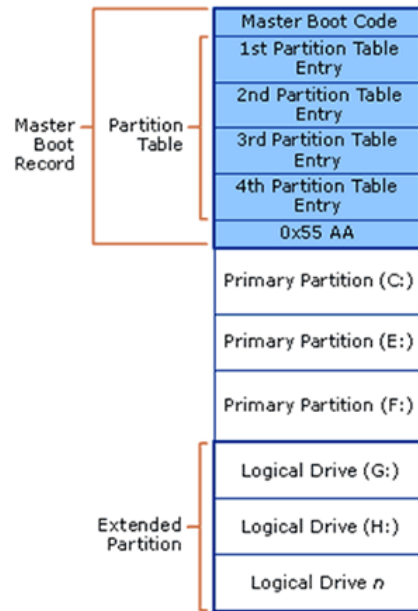 Master Boot Code
1st Partition Table
Entry
2nd Partition Table
Entry
3rd Partition Table
Entry
4th Partition Table
Entry
0x55 AA
Master
Boot
Record
Partition
Table
Primary Partition (C:)
Primary Partition (E:)
Primary Partition (F:)
Logical Drive (G:)
Logical Drive (H:)
Logical Drive n
Extended
Partition